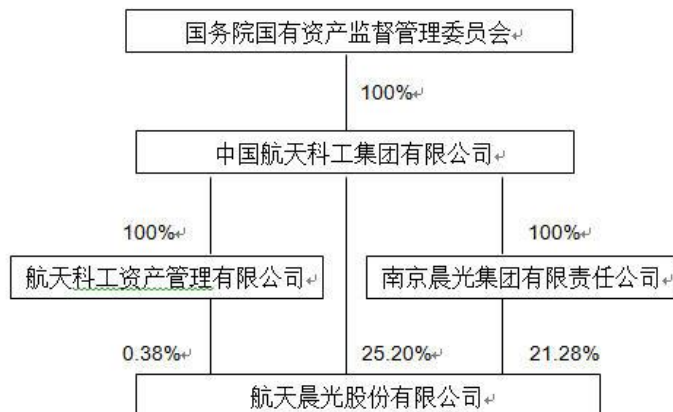 国务院国有资产监督管理委员会
100%
中国航天科工集团有限公司
100%
100%
航天科工资产管理有限公司
南京晨光集团有限责任公司
0.38%
25.20%
21.28%
航天晨光股份有限公司